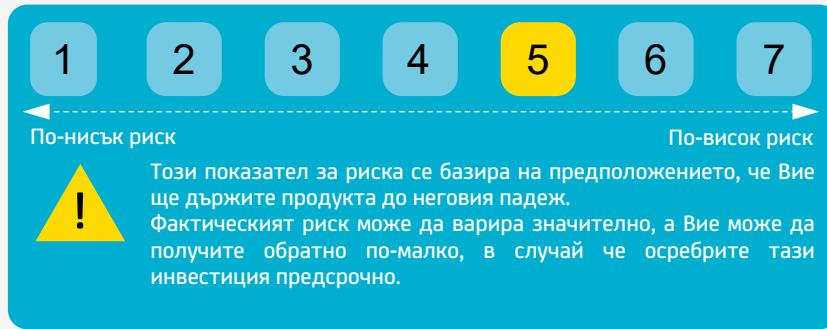 1 2 3 4 5 6 7
По-нисък риск По-висок риск
!
Този показател за риска се базира на предположението, че Вие
ще държите продукта до неговия падеж.
Фактическият риск може да варира значително, а Вие може да
получите обратно по-малко, в случай че осребрите тази
инвестиция предсрочно.